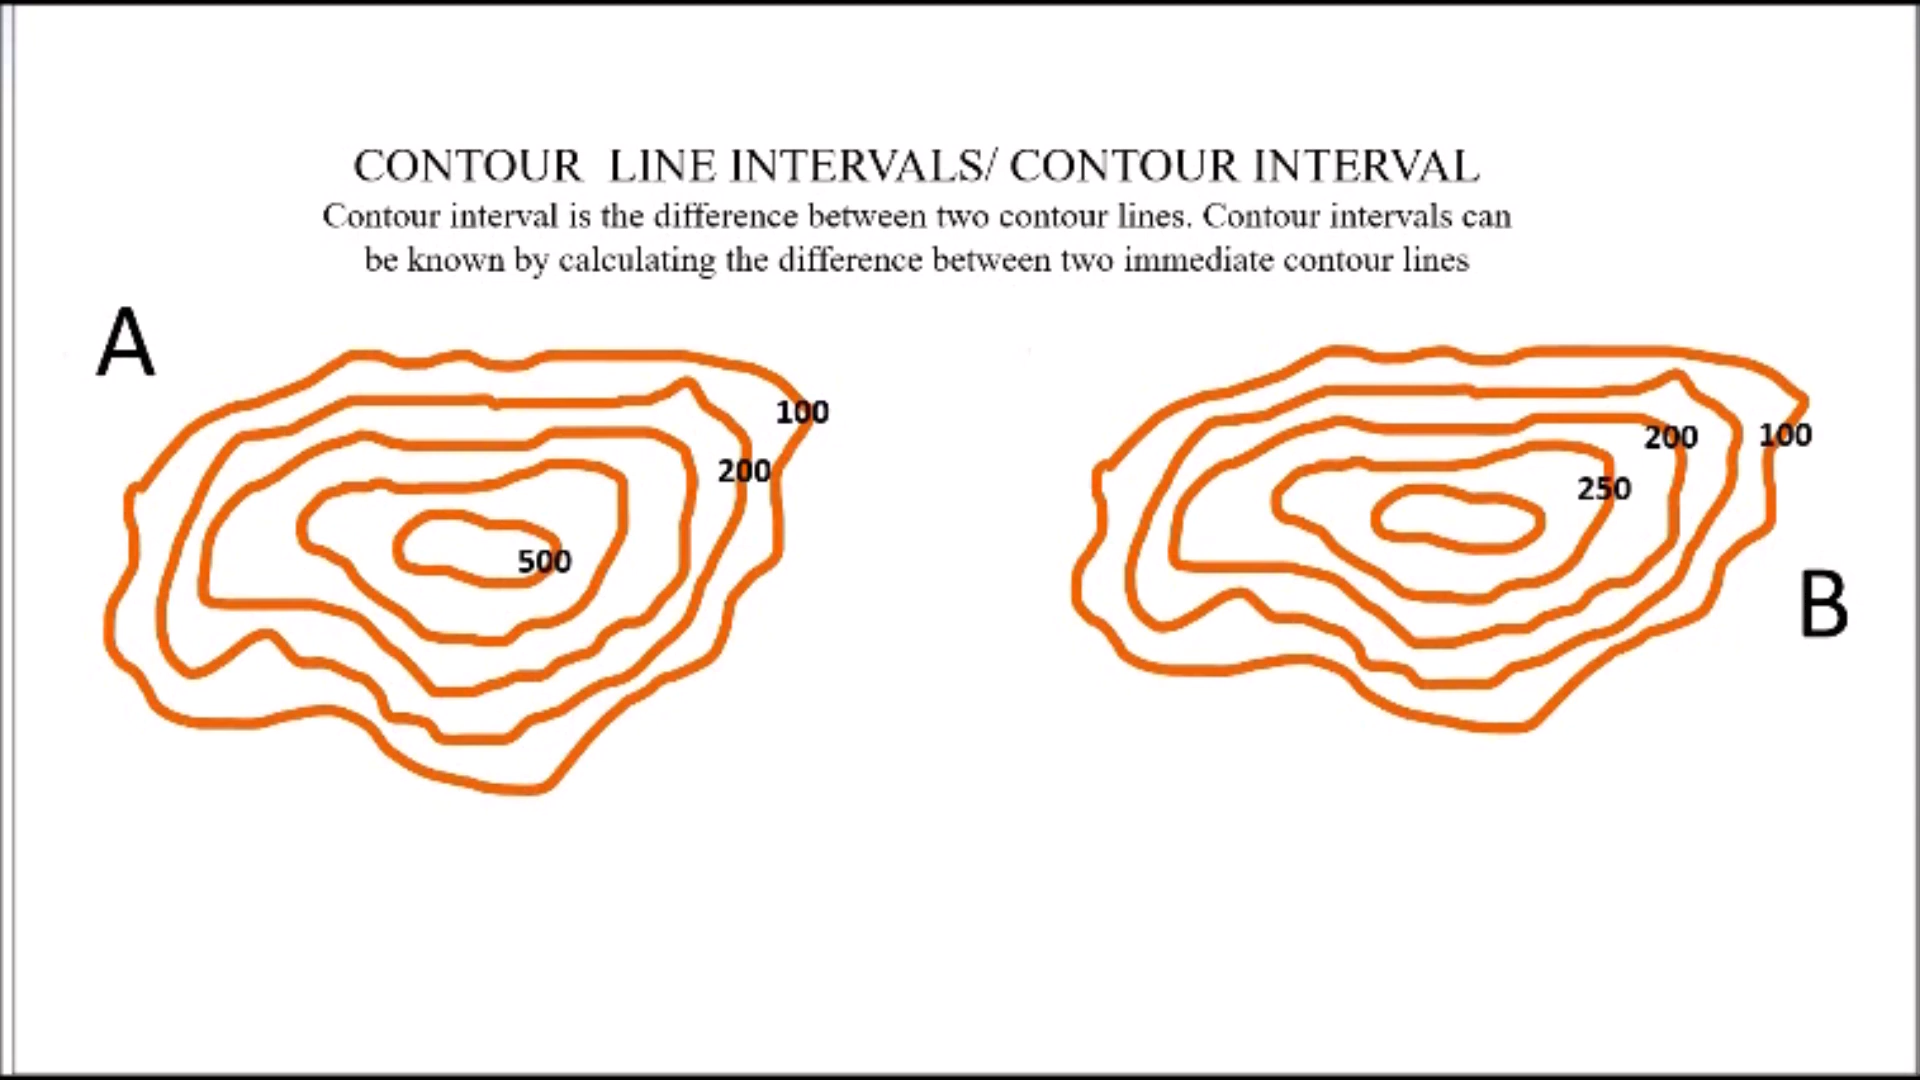 CONTOUR LINE INTERVALS/ CONTOUR INTERVAL
Contour interval is the difference between two contour lines. Contour intervals can
be known by calculating the difference between two immediate contour lines
A
100
200
500
200
100
250
B